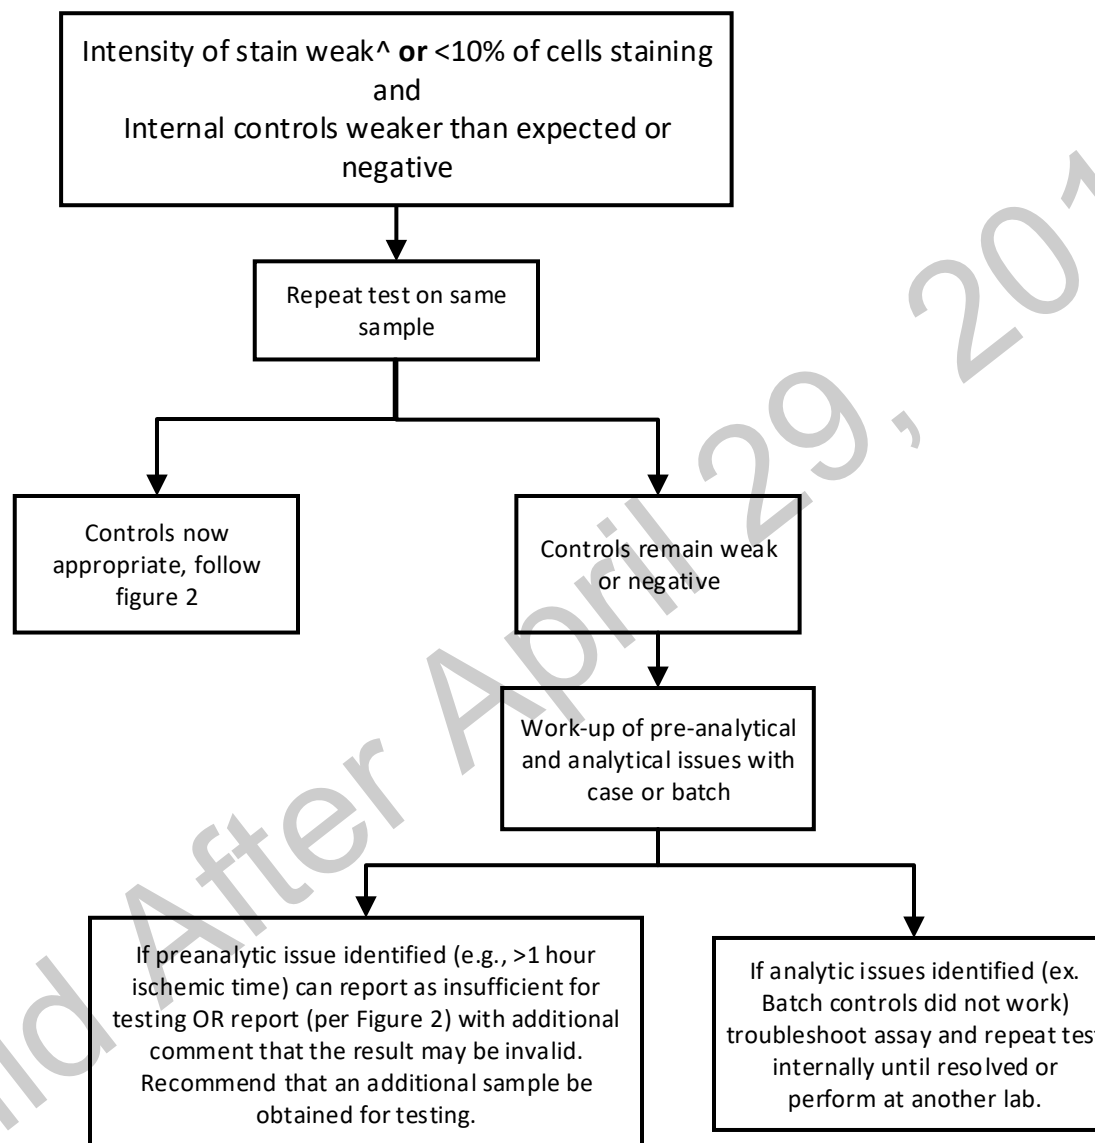 Intensity of stain weak^ or <10% of cells staining
and
Internal controls weaker than expected or
negative
Repeat test on same
sample
Controls now
appropriate, follow
figure 2
Controls remain weak
or negative
Work-up of pre-analytical
and analytical issues with
case or batch
If preanalytic issue identified (e.g., >1 hour
ischemic time) can report as insufficient for
testing OR report (per Figure 2) with additional
comment that the result may be invalid.
Recommend that an additional sample be
obtained for testing.
If analytic issues identified (ex.
Batch controls did not work)
troubleshoot assay and repeat test
internally until resolved or
perform at another lab.
After April 29, 201